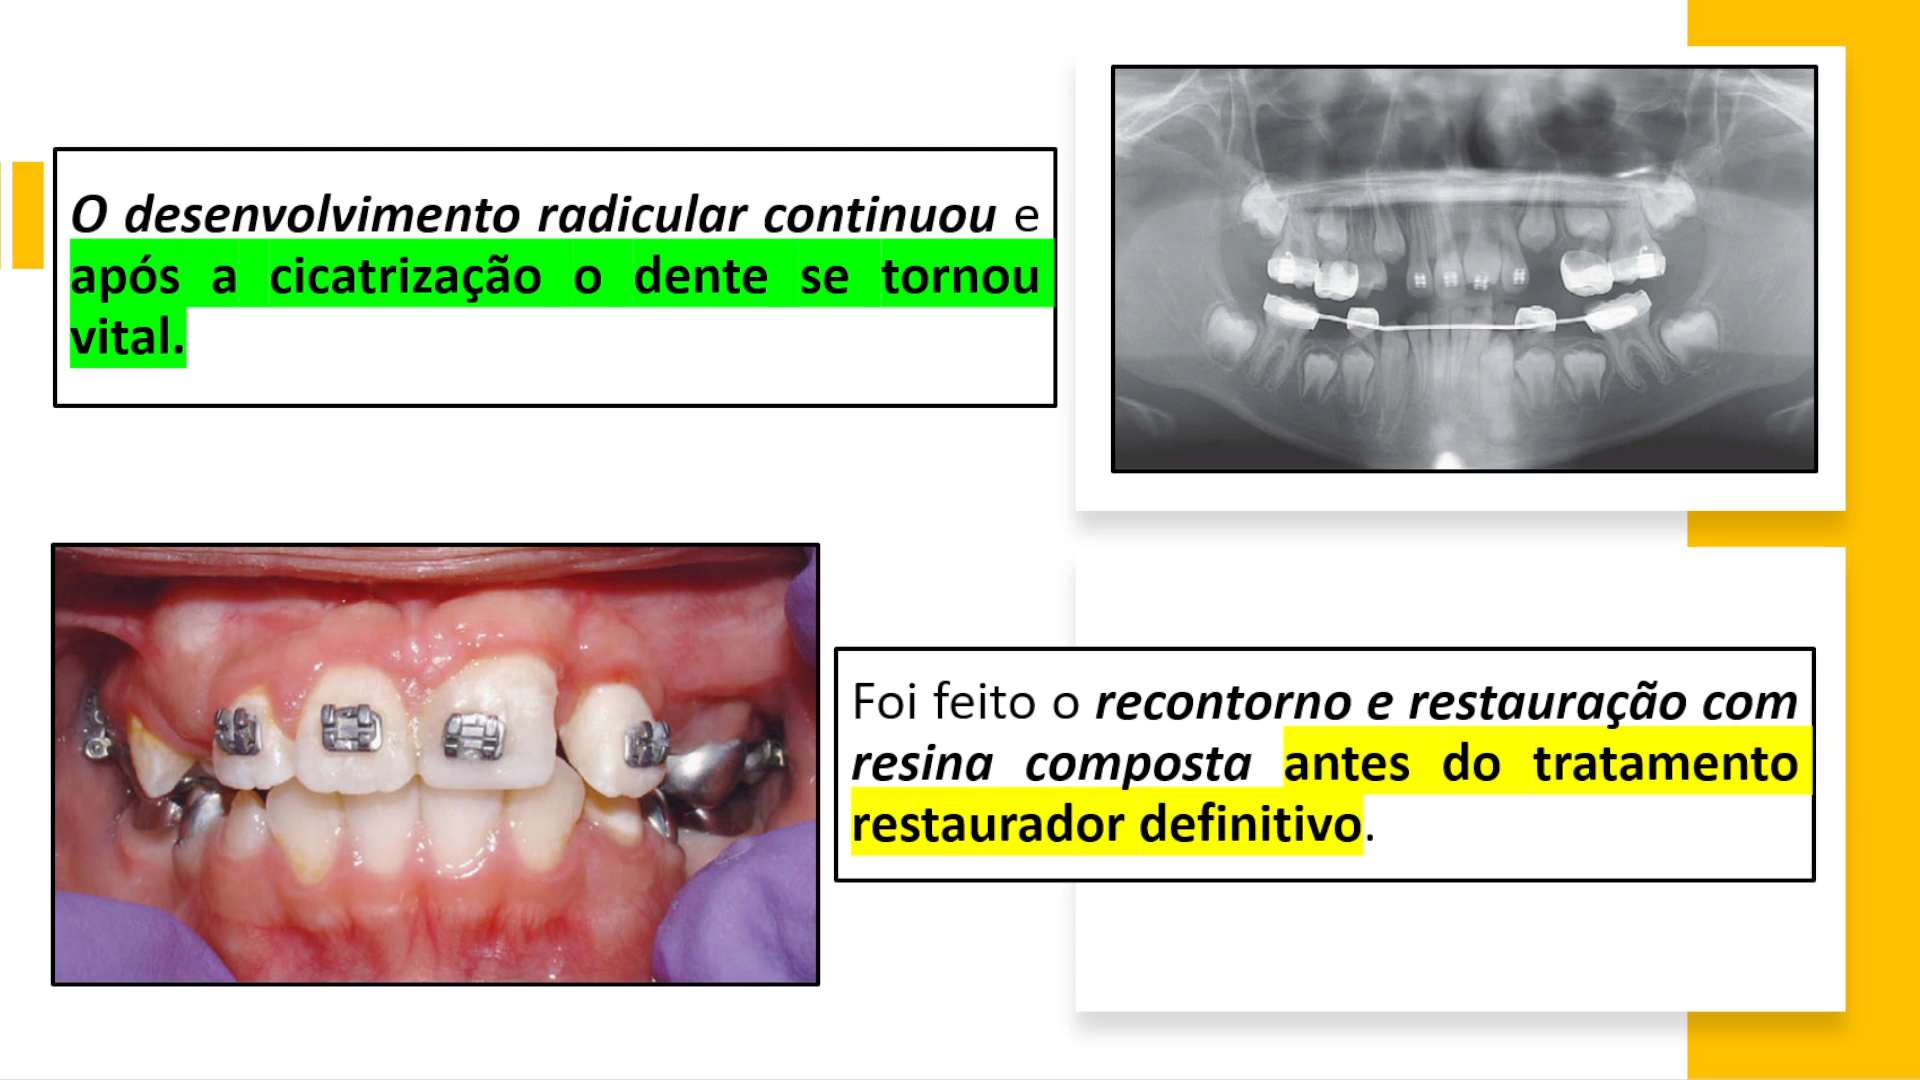 O desenvolvimento radicular continuou e
após a cicatrização o dente se tornou
vital.
Foi feito o recontorno e restauração com
resina composta antes do tratamento
restaurador definitivo.